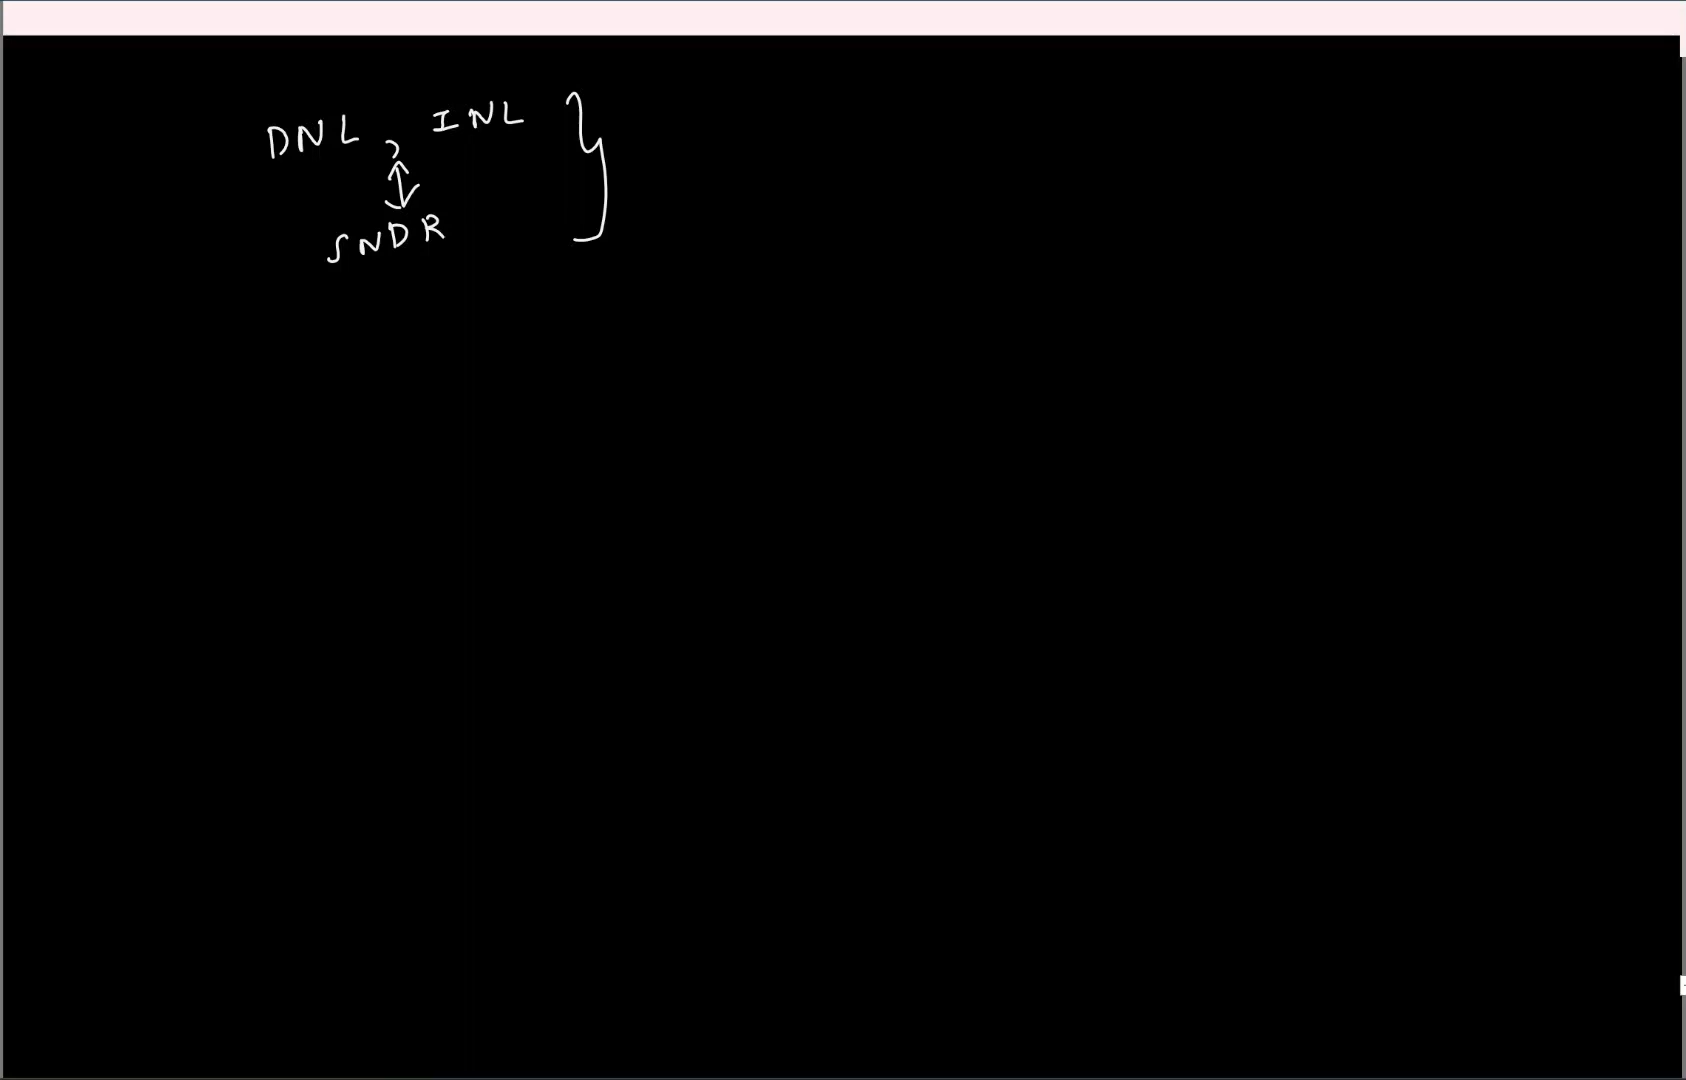 DNL, INL }
↕
SNDR